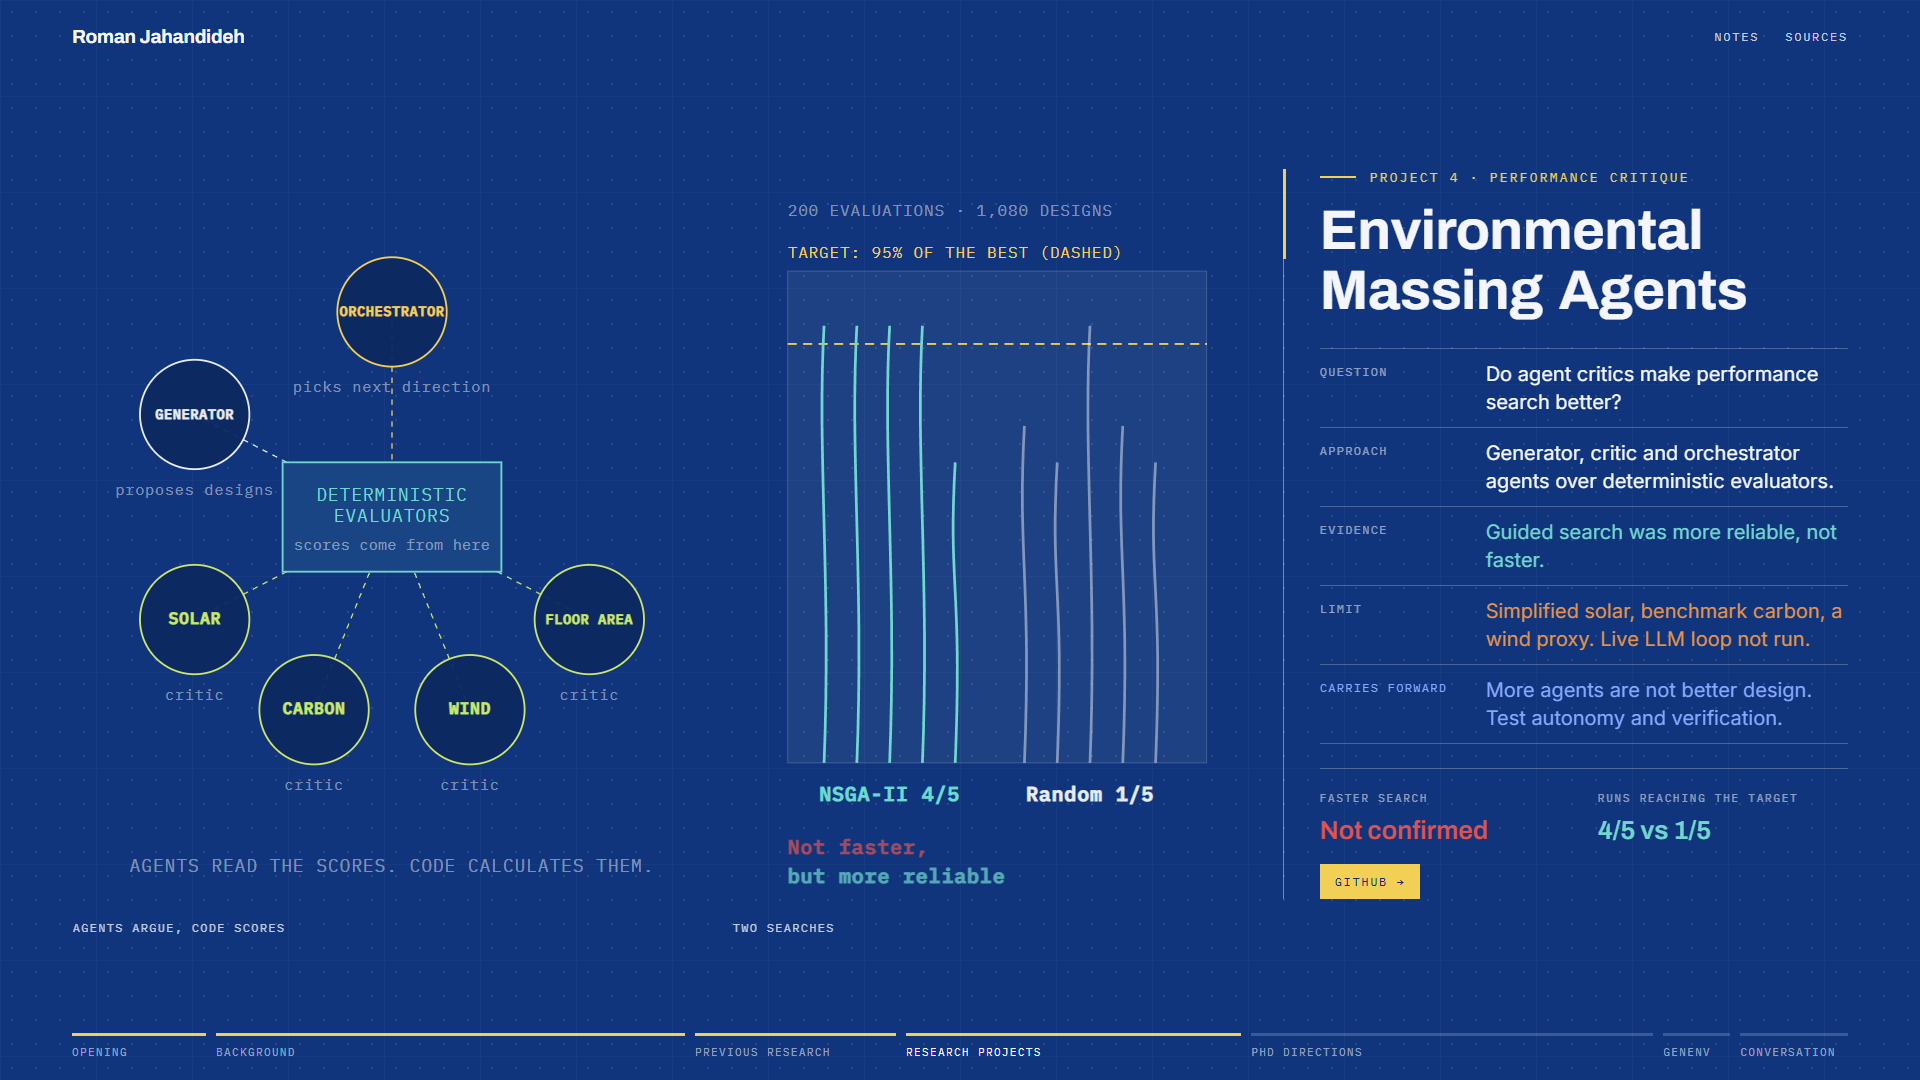 Roman Jahandideh
NOTES
SOURCES
ORCHESTRATOR
picks next direction
GENERATOR
proposes designs
DETERMINISTIC
EVALUATORS
scores come from here
SOLAR
critic
CARBON
critic
WIND
critic
FLOOR AREA
critic
AGENTS READ THE SCORES. CODE CALCULATES THEM.
AGENTS ARGUE, CODE SCORES
200 EVALUATIONS · 1,080 DESIGNS
TARGET: 95% OF THE BEST (DASHED)
NSGA-II 4/5
Random 1/5
Not faster,
but more reliable
TWO SEARCHES
PROJECT 4 · PERFORMANCE CRITIQUE
Environmental
Massing Agents
QUESTION
Do agent critics make performance
search better?
APPROACH
Generator, critic and orchestrator
agents over deterministic evaluators.
EVIDENCE
Guided search was more reliable, not
faster.
LIMIT
Simplified solar, benchmark carbon, a
wind proxy. Live LLM loop not run.
CARRIES FORWARD
More agents are not better design.
Test autonomy and verification.
FASTER SEARCH
Not confirmed
RUNS REACHING THE TARGET
4/5 vs 1/5
GITHUB →
OPENING
BACKGROUND
PREVIOUS RESEARCH
RESEARCH PROJECTS
PHD DIRECTIONS
GENENV
CONVERSATION